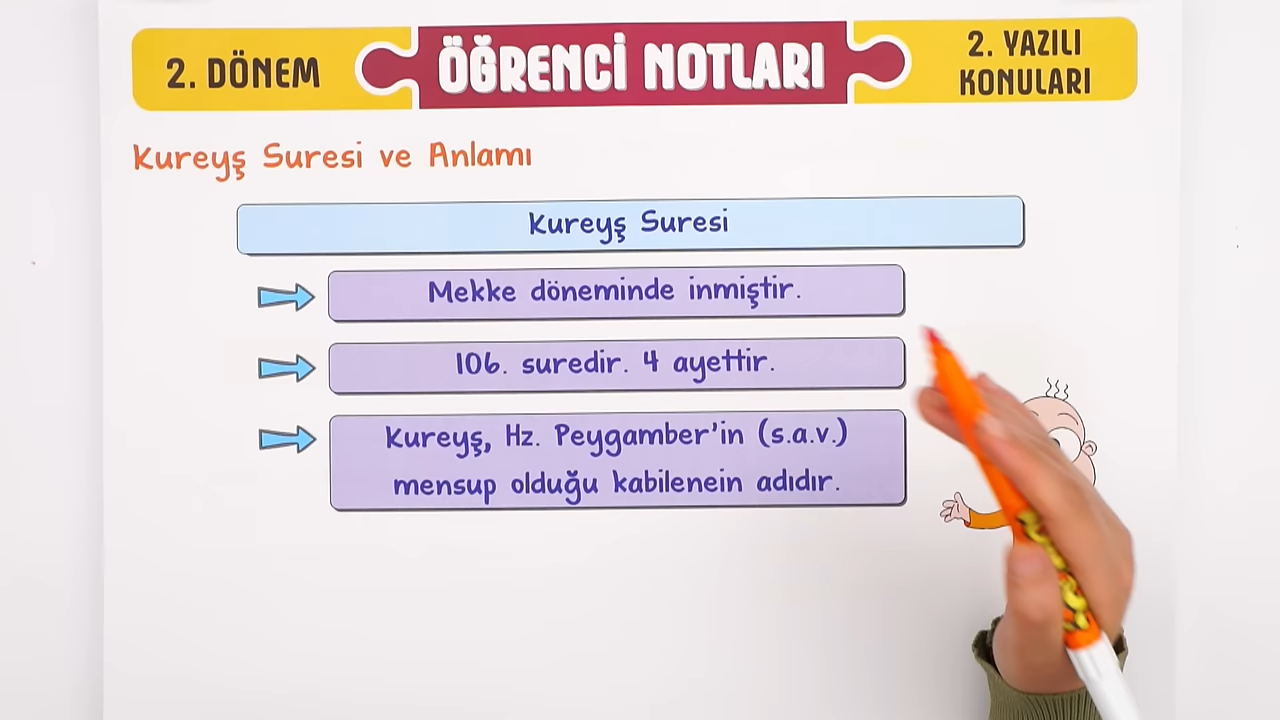 2. DÖNEM
ÖĞRENCİ NOTLARI
2. YAZILI
KONULARI
Kureyş Suresi ve Anlamı
Kureyş Suresi
Mekke döneminde inmiştir.
106. suredir. 4 ayettir.
Kureyş, Hz. Peygamber'in (s.a.v.)
mensup olduğu kabilenein adıdır.